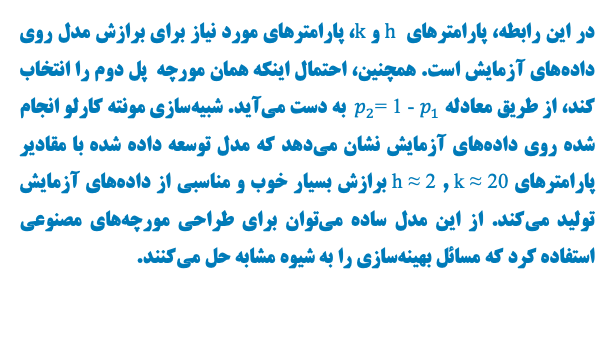 در این رابطه، پارامترهای h و k، پارامترهای مورد نیاز برای برازش مدل روی
داده‌های آزمایش است. همچنین، احتمال اینکه همان مورچه پل دوم را انتخاب
کند، از طریق معادله p₂= 1 - p₁ به دست می‌آید. شبیه‌سازی مونته کارلو انجام
شده روی داده‌های آزمایش نشان می‌دهد که مدل توسعه داده شده با مقادیر
پارامترهای k ≈ 20 , h ≈ 2 برازش بسیار خوب و مناسبی از داده‌های آزمایش
تولید می‌کند. از این مدل ساده می‌توان برای طراحی مورچه‌های مصنوعی
استفاده کرد که مسائل بهینه‌سازی را به شیوه مشابه حل می‌کنند.